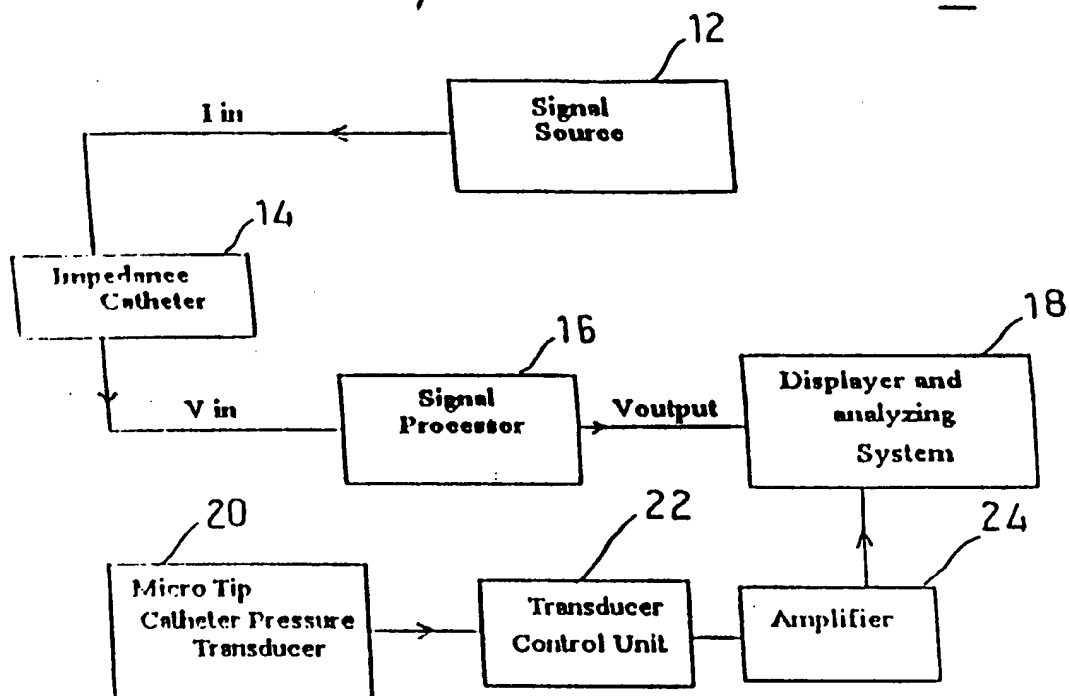 12
Signal
Source
I in
14
Impedance
Catheter
16
18
Signal
Processor
V in
Voutput
Displayer and
analyzing
System
20
22
24
Micro Tip
Catheter Pressure
Transducer
Transducer
Control Unit
Amplifier